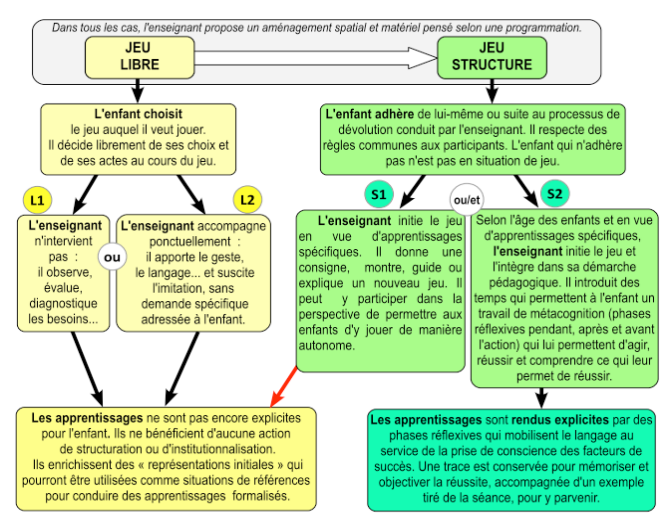 Dans tous les cas, l'enseignant propose un aménagement spatial et matériel pensé selon une programmation.
JEU
LIBRE
JEU
STRUCTURE
L'enfant choisit
le jeu auquel il veut jouer.
Il décide librement de ses choix et
de ses actes au cours du jeu.
L'enfant adhère de lui-même ou suite au processus de
dévolution conduit par l'enseignant. Il respecte des
règles communes aux participants. L'enfant qui n'adhère
pas n'est pas en situation de jeu.
L1
L'enseignant
n'intervient
pas :
il observe,
évalue,
diagnostique
les besoins...
ou
L2
L'enseignant accompagne
ponctuellement :
il apporte le geste,
le langage... et suscite
l'imitation, sans
demande spécifique
adressée à l'enfant.
S1
L'enseignant initie le jeu
en vue d'apprentissages
spécifiques. Il donne une
consigne, montre, guide ou
explique un nouveau jeu. Il
peut y participer dans la
perspective de permettre aux
enfants d'y jouer de manière
autonome.
ou/et
S2
Selon l'âge des enfants et en vue
d'apprentissages spécifiques,
l'enseignant initie le jeu et
l'intègre dans sa démarche
pédagogique. Il introduit des
temps qui permettent à l'enfant un
travail de métacognition (phases
réflexives pendant, après et avant
l'action) qui lui permettent d'agir,
réussir et comprendre ce qui leur
permet de réussir.
Les apprentissages ne sont pas encore explicites
pour l'enfant. Ils ne bénéficient d'aucune action
de structuration ou d'institutionnalisation.
Ils enrichissent des « représentations initiales » qui
pourront être utilisées comme situations de références
pour conduire des apprentissages formalisés.
Les apprentissages sont rendus explicites par des
phases réflexives qui mobilisent le langage au
service de la prise de conscience des facteurs de
succès. Une trace est conservée pour mémoriser et
objectiver la réussite, accompagnée d'un exemple
tiré de la séance, pour y parvenir.